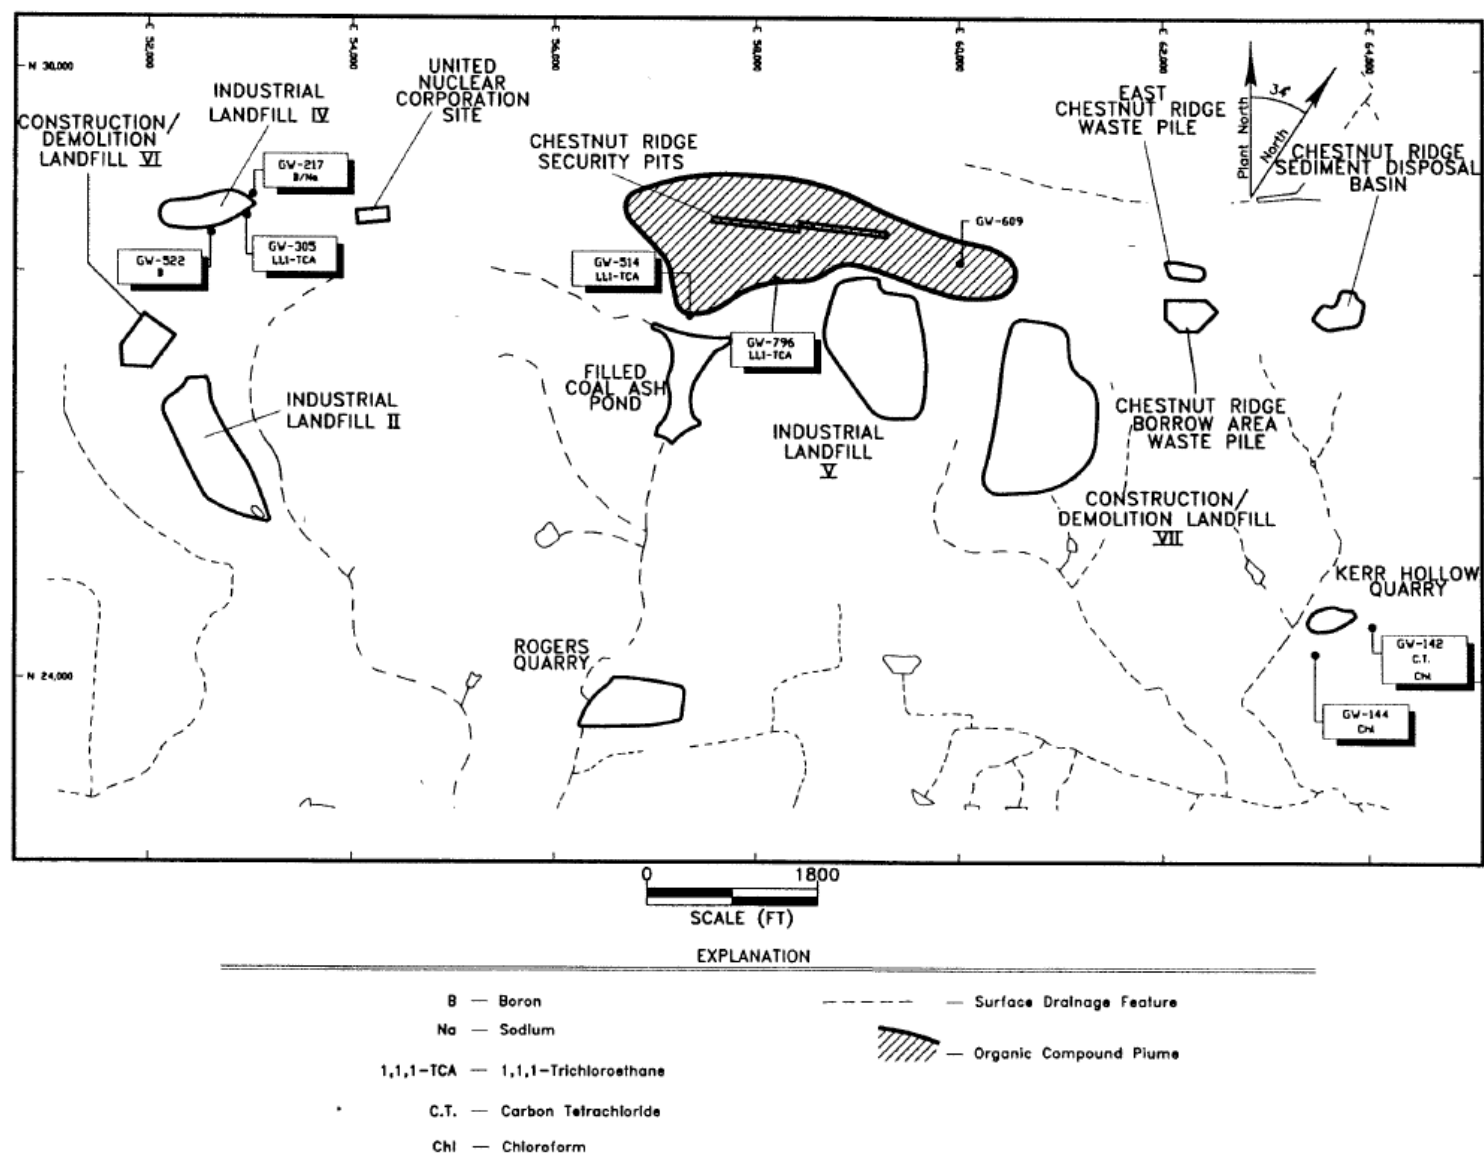 E 52,000
E 54,000
E 56,000
E 58,000
E 60,000
E 62,000
E 64,000
N 30,000
CONSTRUCTION/
DEMOLITION
LANDFILL VI
INDUSTRIAL
LANDFILL IV
UNITED
NUCLEAR
CORPORATION
SITE
CHESTNUT RIDGE
SECURITY PITS
EAST
CHESTNUT RIDGE
WASTE PILE
Plant North
34°
North
CHESTNUT RIDGE
SEDIMENT DISPOSAL
BASIN
GW-217
B/Na
GW-305
1,1,1-TCA
GW-522
B
GW-514
1,1,1-TCA
GW-609
GW-796
1,1,1-TCA
FILLED
COAL ASH
POND
INDUSTRIAL
LANDFILL II
INDUSTRIAL
LANDFILL
V
CHESTNUT RIDGE
BORROW AREA
WASTE PILE
CONSTRUCTION/
DEMOLITION LANDFILL
VII
KERR HOLLOW
QUARRY
ROGERS
QUARRY
N 24,000
GW-142
C.T.
Chl
GW-144
Chl
0 1800
SCALE (FT)
EXPLANATION
B — Boron
Na — Sodium
1,1,1-TCA — 1,1,1-Trichloroethane
C.T. — Carbon Tetrachloride
Chl — Chloroform
— Surface Drainage Feature
— Organic Compound Plume